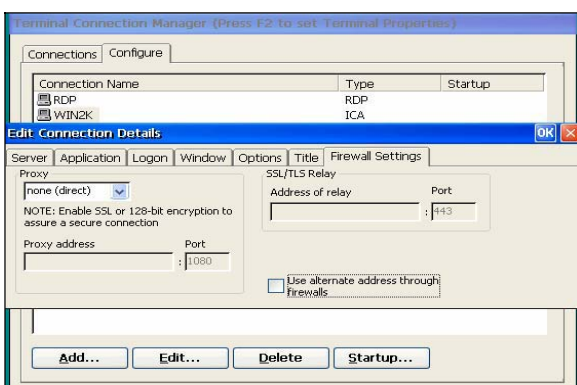 Terminal Connection Manager (Press F2 to set Terminal Properties)
Connections Configure
Connection Name Type Startup
RDP RDP
WIN2K ICA
Edit Connection Details OK
Server Application Logon Window Options Title Firewall Settings
Proxy
none (direct)
NOTE: Enable SSL or 128-bit encryption to
assure a secure connection
Proxy address Port
: 1080
SSL/TLS Relay
Address of relay Port
: 443
Use alternate address through
firewalls
Add... Edit... Delete Startup...